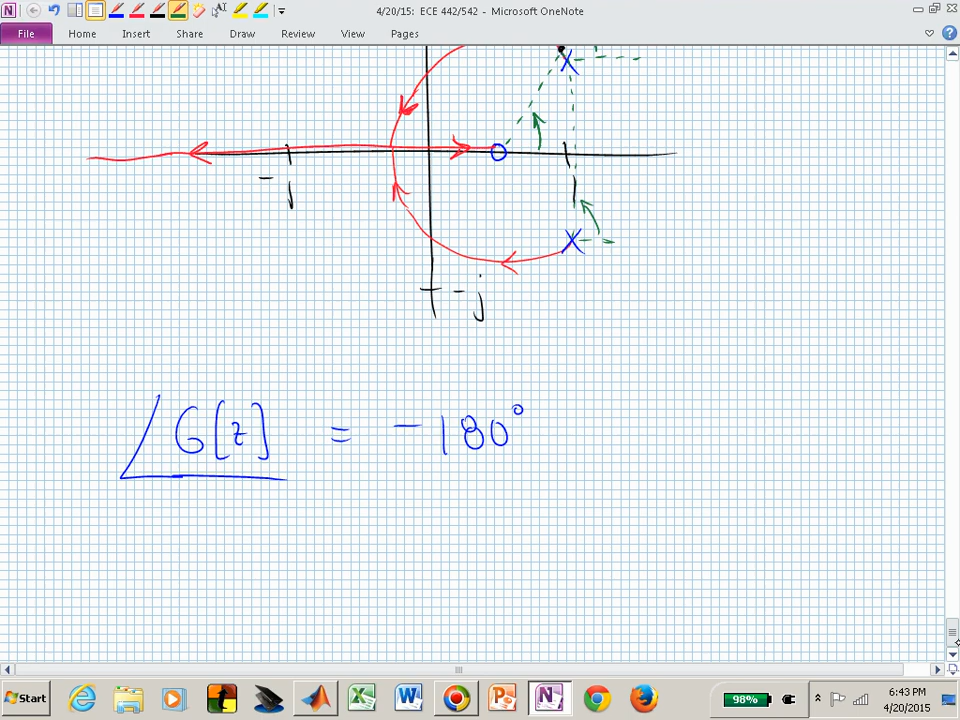 4/20/15: ECE 442/542 - Microsoft OneNote
File Home Insert Share Draw Review View Pages
-1
1
-j
∠G[z] = -180°
Start
98%
6:43 PM
4/20/2015